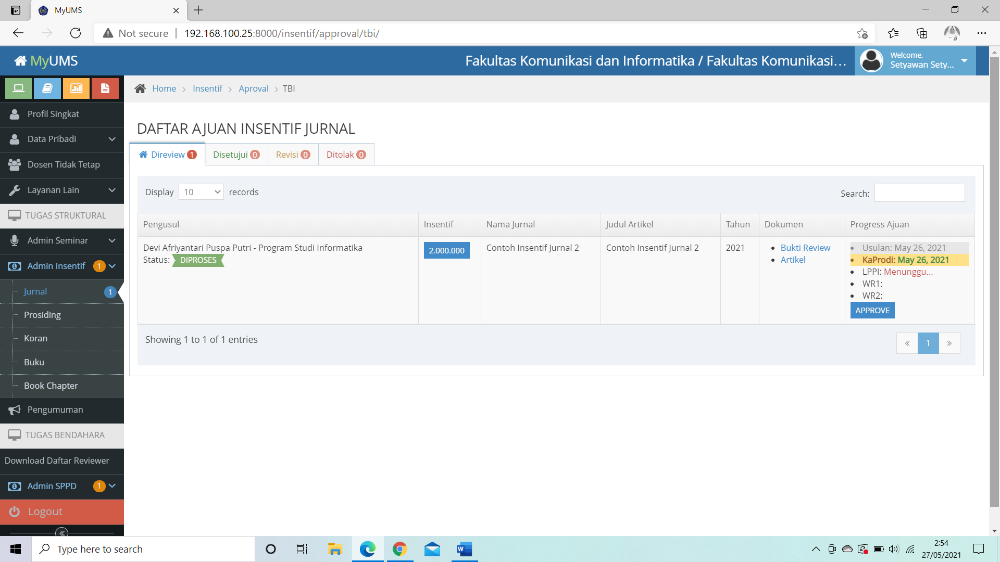 MyUMS
Not secure | 192.168.100.25:8000/insentif/approval/tbi/
MyUMS
Fakultas Komunikasi dan Informatika / Fakultas Komunikasi...
Welcome,
Setyawan Sety...
Home > Insentif > Aproval > TBI
Profil Singkat
Data Pribadi
Dosen Tidak Tetap
Layanan Lain
TUGAS STRUKTURAL
Admin Seminar
Admin Insentif 1
Jurnal 1
Prosiding
Koran
Buku
Book Chapter
Pengumuman
TUGAS BENDAHARA
Download Daftar Reviewer
Admin SPPD 1
Logout
DAFTAR AJUAN INSENTIF JURNAL
Direview 1 Disetujui 0 Revisi 0 Ditolak 0
Display 10 records
Search:
Pengusul Insentif Nama Jurnal Judul Artikel Tahun Dokumen Progress Ajuan
Devi Afriyantari Puspa Putri - Program Studi Informatika
Status: DIPROSES
2.000.000
Contoh Insentif Jurnal 2
Contoh Insentif Jurnal 2
2021
• Bukti Review
• Artikel
• Usulan: May 26, 2021
• KaProdi: May 26, 2021
• LPPI: Menunggu...
• WR1:
• WR2:
APPROVE
Showing 1 to 1 of 1 entries
« 1 »
Type here to search
2:54
27/05/2021